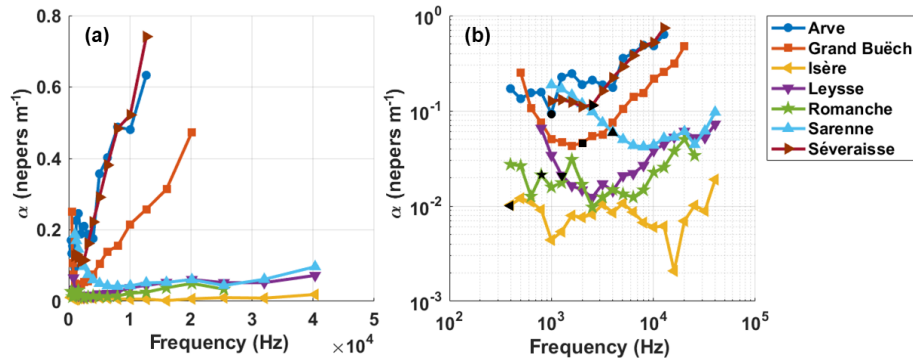 (a)
α (nepers m⁻¹)
0.8
0.6
0.4
0.2
0
0 1 2 3 4 5
Frequency (Hz)
×10⁴
(b)
α (nepers m⁻¹)
10⁰
10⁻¹
10⁻²
10⁻³
10² 10³ 10⁴ 10⁵
Frequency (Hz)
Arve
Grand Buëch
Isère
Leysse
Romanche
Sarenne
Séveraisse